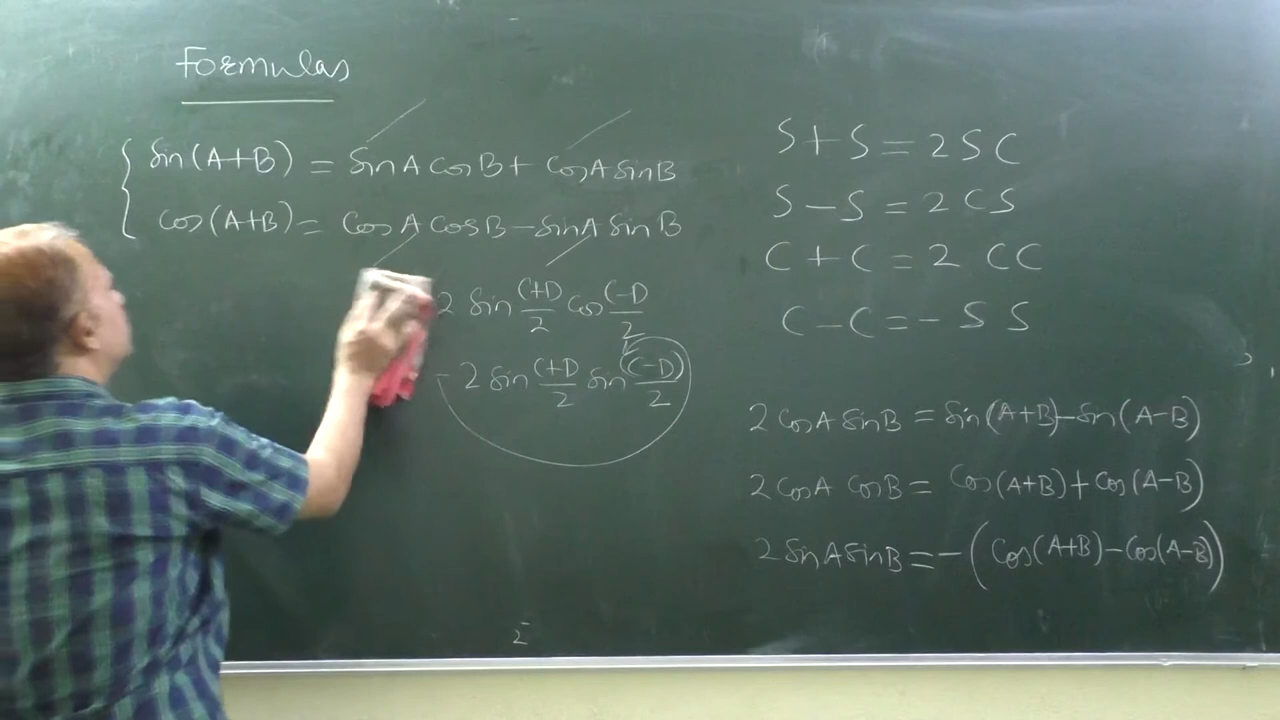 Formulas
sin(A+B) = sinA cosB + cosA sinB
cos(A+B) = cosA cosB - sinA sinB
2 sin (C+D)/2 cos (C-D)/2
- 2 sin (C+D)/2 sin (C-D)/2
S + S = 2 S C
S - S = 2 C S
C + C = 2 C C
C - C = - S S
2 cosA sinB = sin(A+B) - sin(A-B)
2 cosA cosB = cos(A+B) + cos(A-B)
2 sinA sinB = - (cos(A+B) - cos(A-B))